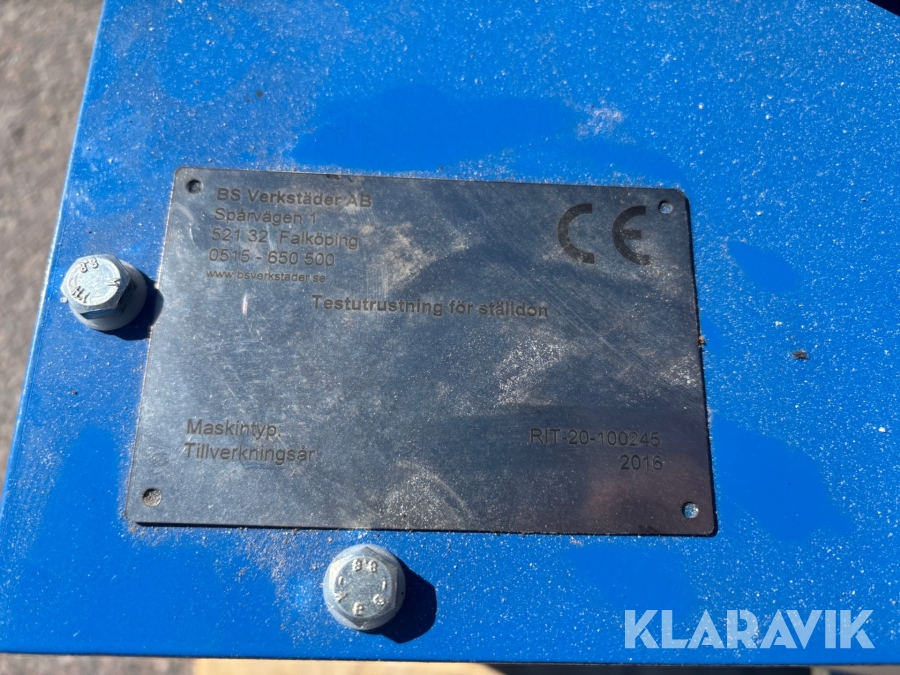 BS Verkstäder AB
Spårvägen 1
521 32 Falköping
0515 - 650 500
www.bsverkstader.se
CE
Testutrustning för ställdon
Maskintyp: RIT-20-100245
Tillverkningsår: 2016
8.8
8.8
KLARAVIK